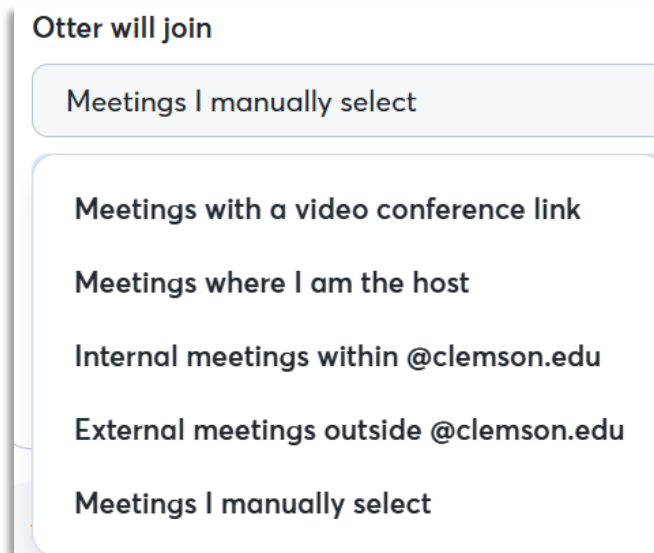 Otter will join
Meetings I manually select
Meetings with a video conference link
Meetings where I am the host
Internal meetings within @clemson.edu
External meetings outside @clemson.edu
Meetings I manually select